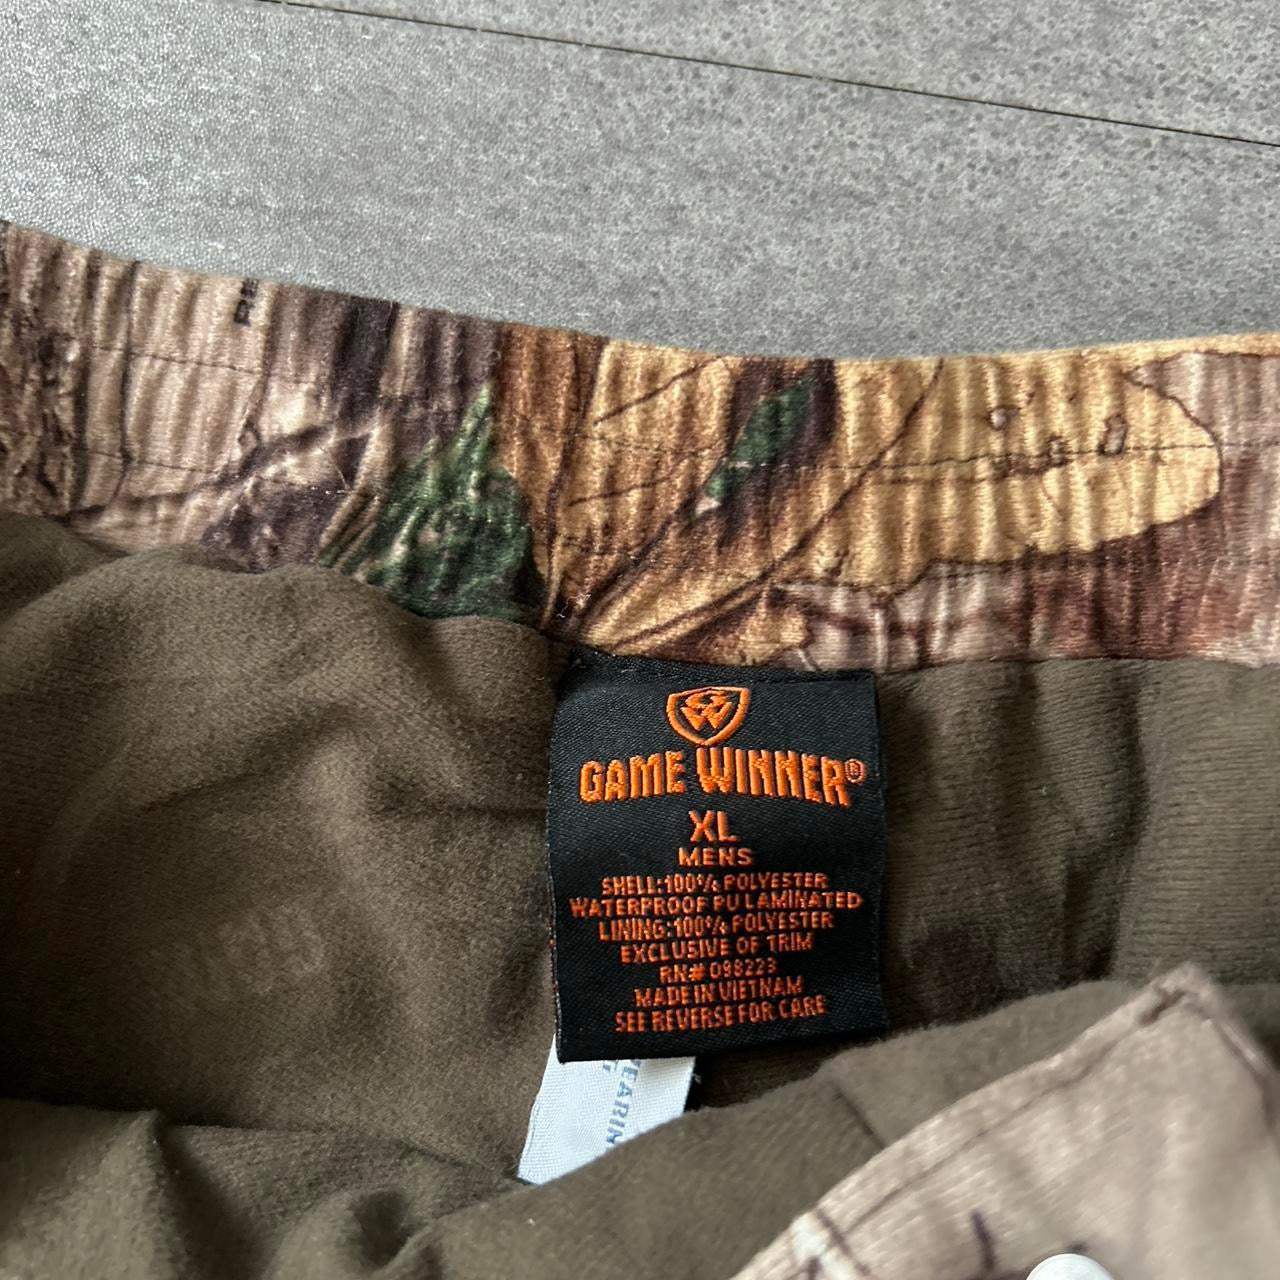 GW
GAME WINNER®
XL
MENS
SHELL:100% POLYESTER
WATERPROOF PU LAMINATED
LINING:100% POLYESTER
EXCLUSIVE OF TRIM
RN# 098223
MADE IN VIETNAM
SEE REVERSE FOR CARE